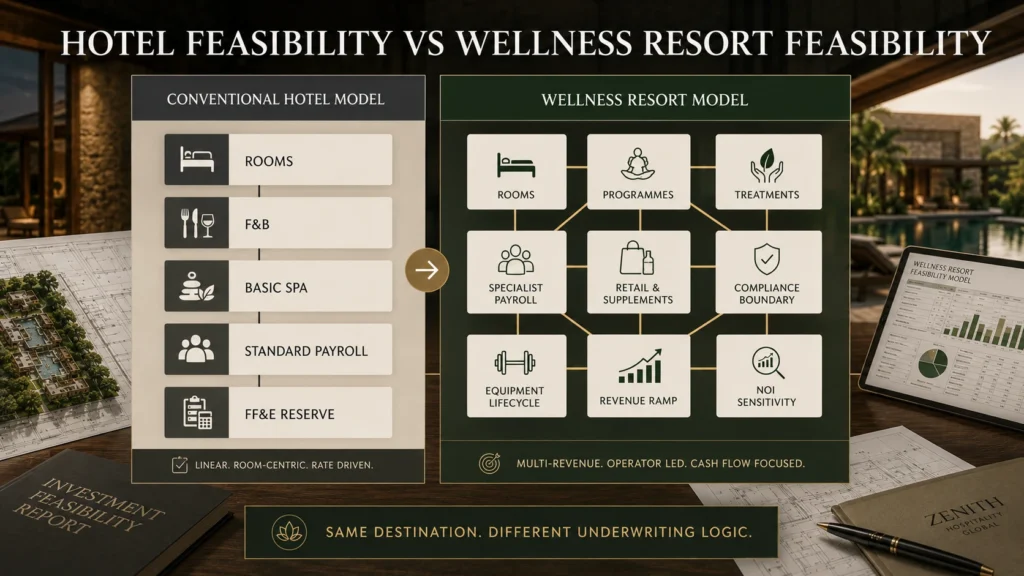 HOTEL FEASIBILITY VS WELLNESS RESORT FEASIBILITY
CONVENTIONAL HOTEL MODEL
ROOMS
F&B
BASIC SPA
STANDARD PAYROLL
FF&E RESERVE
LINEAR. ROOM-CENTRIC. RATE DRIVEN.
WELLNESS RESORT MODEL
ROOMS
PROGRAMMES
TREATMENTS
SPECIALIST
PAYROLL
RETAIL &
SUPPLEMENTS
COMPLIANCE
BOUNDARY
EQUIPMENT
LIFECYCLE
REVENUE RAMP
NOI
SENSITIVITY
MULTI-REVENUE. OPERATOR LED. CASH FLOW FOCUSED.
INVESTMENT
FEASIBILITY
REPORT
WELLNESS RESORT
FEASIBILITY MODEL
ZENITH
HOSPITALITY
GLOBAL
SAME DESTINATION. DIFFERENT UNDERWRITING LOGIC.